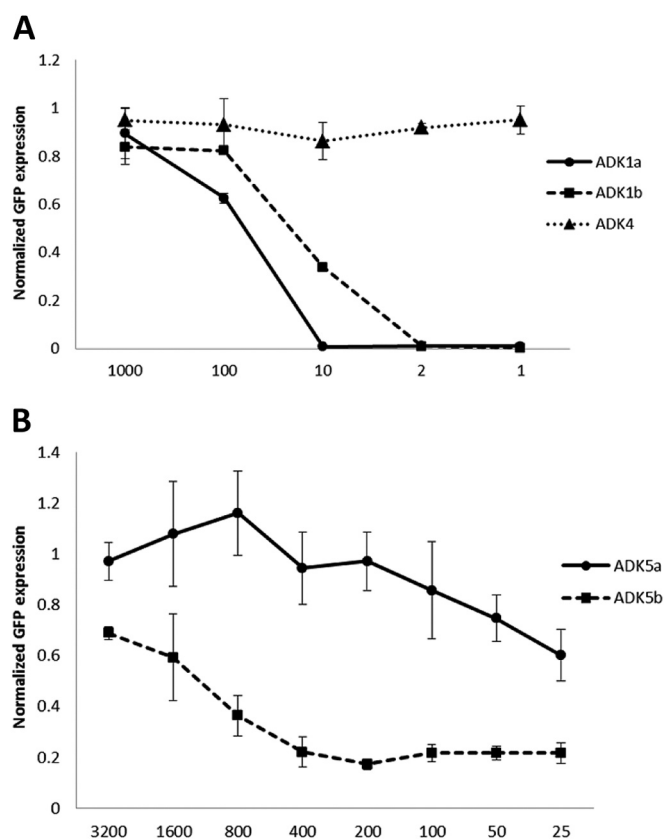 A
Normalized GFP expression
1.2
1
0.8
0.6
0.4
0.2
0
1000 100 10 2 1
ADK1a
ADK1b
ADK4
B
Normalized GFP expression
1.4
1.2
1
0.8
0.6
0.4
0.2
0
3200 1600 800 400 200 100 50 25
ADK5a
ADK5b